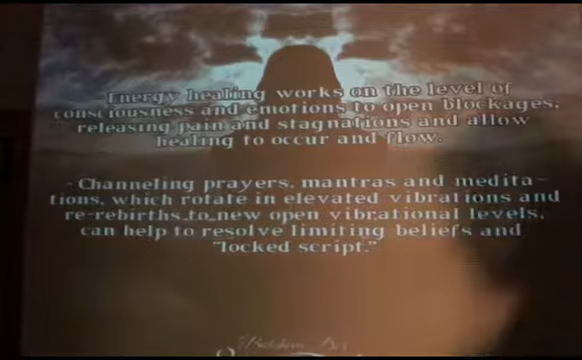 Energy healing works on the level of
consciousness and emotions to open blockages,
releasing pain and stagnations and allow
healing to occur and flow.
- Channeling prayers, mantras and medita-
tions, which rotate in elevated vibrations and
re-rebirths to new open vibrational levels,
can help to resolve limiting beliefs and
"locked script."